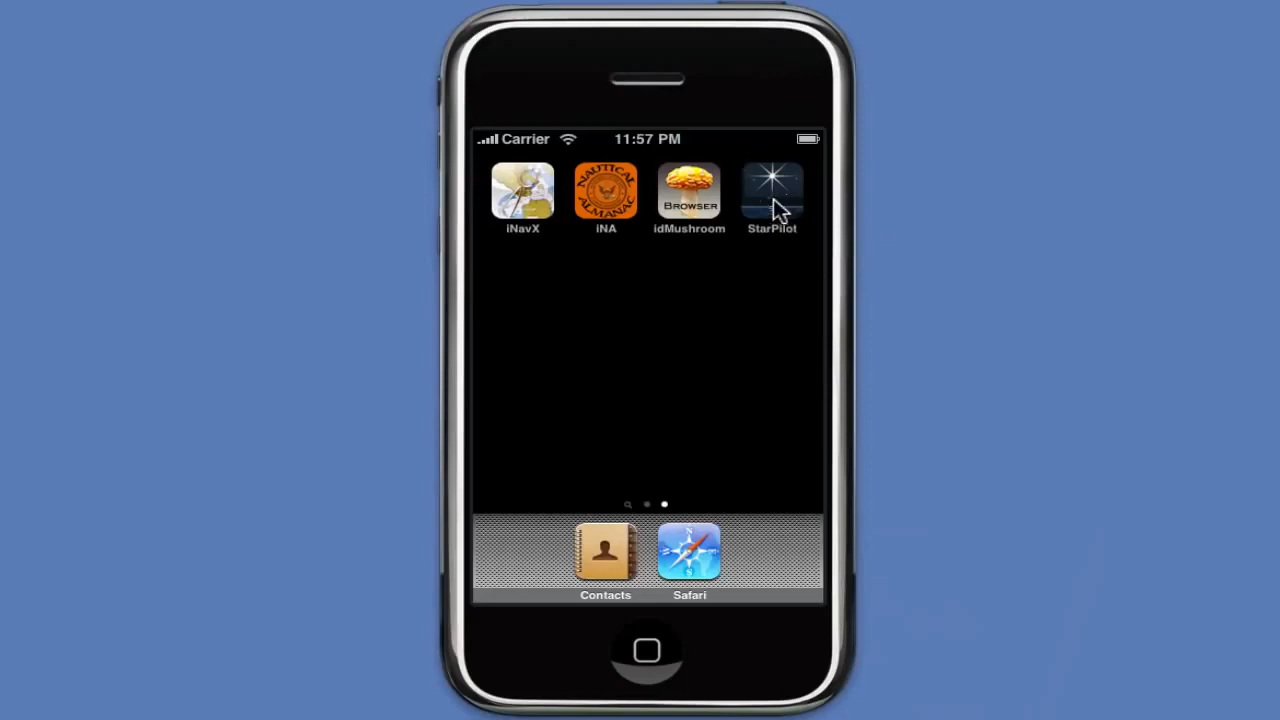 Carrier 11:57 PM
NAUTICAL
ALMANAC
BROWSER
iNavX iNA idMushroom StarPilot
N
S
Contacts Safari